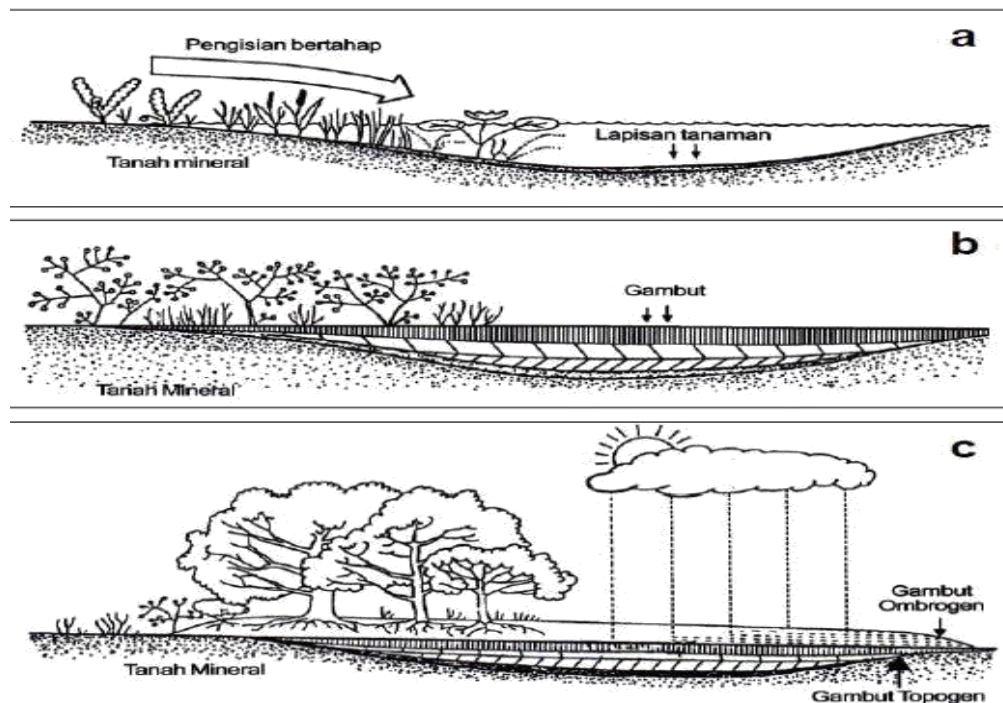 a
Pengisian bertahap
Lapisan tanaman
Tanah mineral
b
Gambut
Tanah Mineral
c
Gambut
Ombrogen
Tanah Mineral
Gambut Topogen